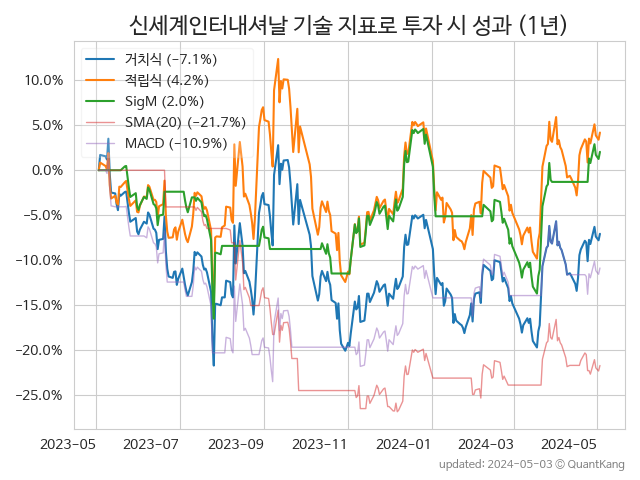 신세계인터내셔날 기술 지표로 투자 시 성과 (1년)
거치식 (−7.1%)
적립식 (4.2%)
SigM (2.0%)
SMA(20) (−21.7%)
MACD (−10.9%)
10.0%
5.0%
0.0%
−5.0%
−10.0%
−15.0%
−20.0%
−25.0%
2023-05 2023-07 2023-09 2023-11 2024-01 2024-03 2024-05
updated: 2024-05-03 ⓒ QuantKang